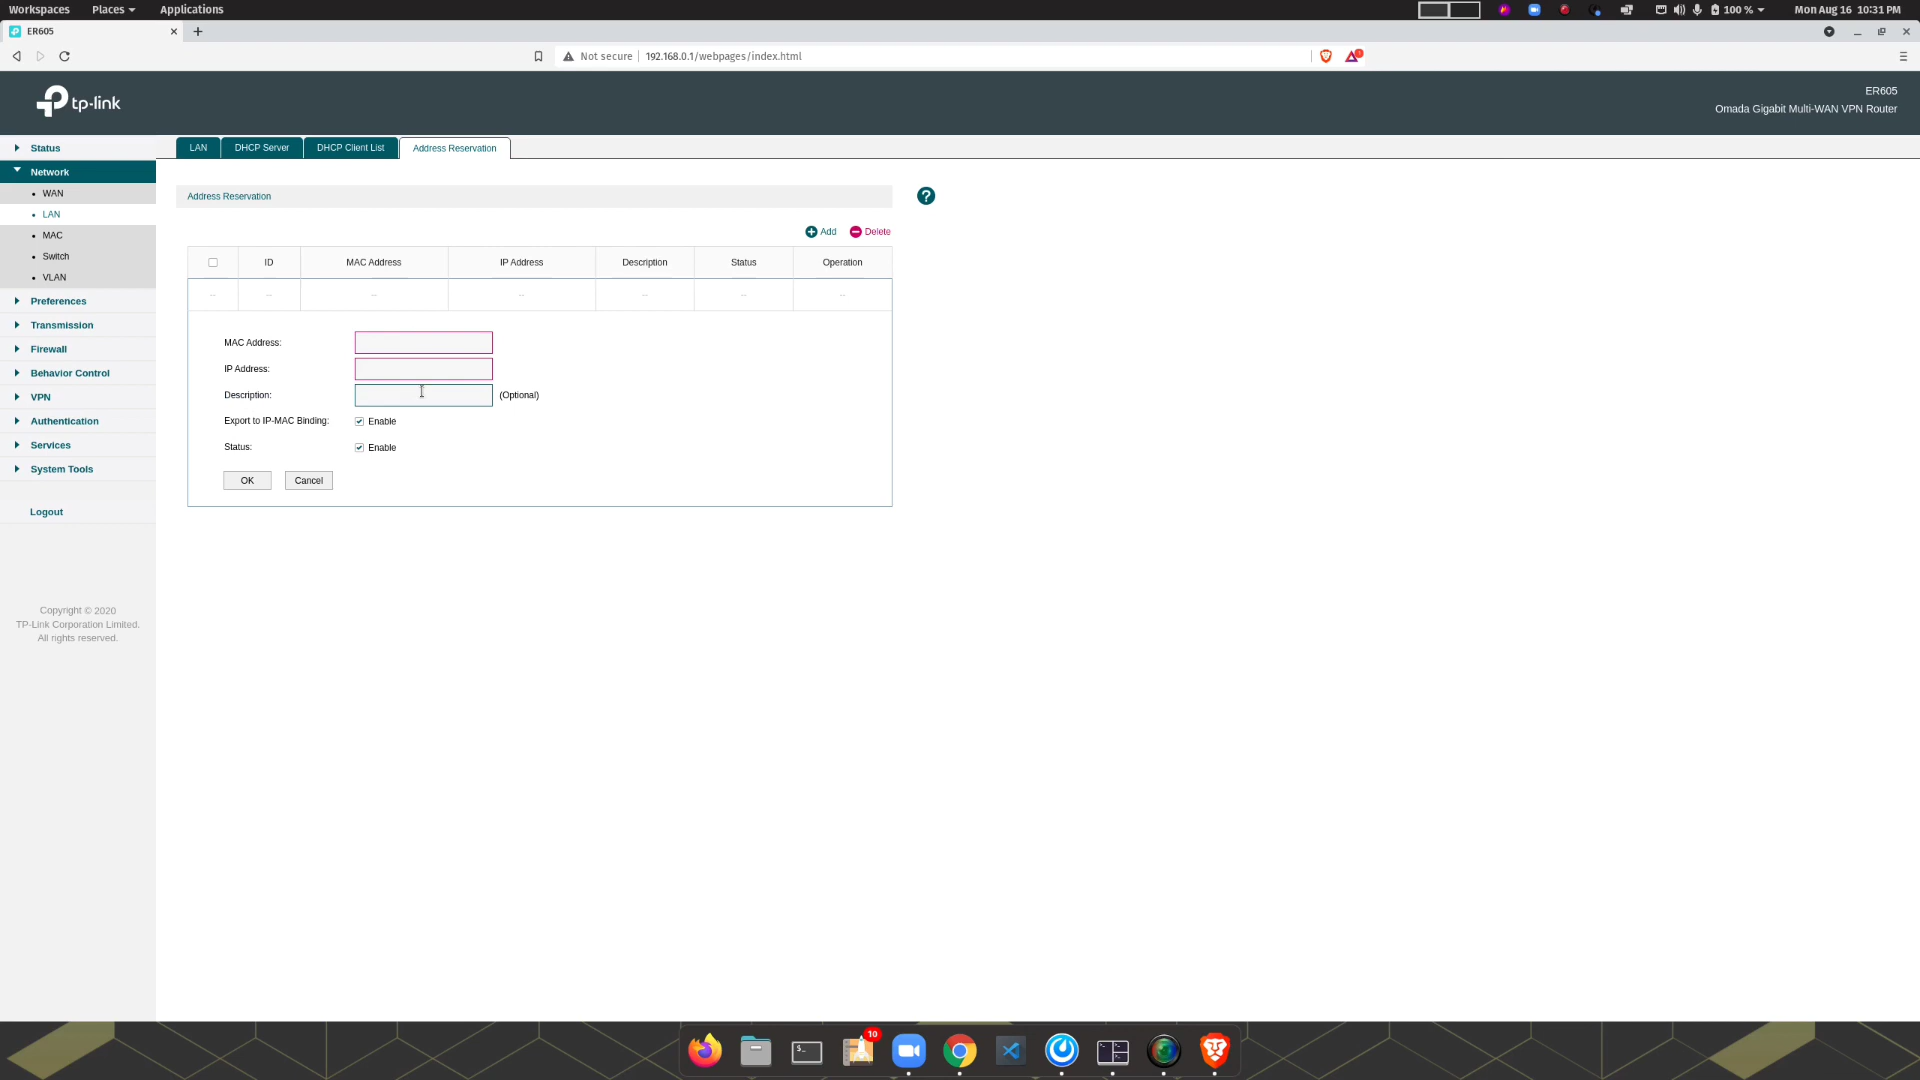 Workspaces Places Applications 100 % Mon Aug 16 10:31 PM
ER605
Not secure 192.168.0.1/webpages/index.html
tp-link
ER605
Omada Gigabit Multi-WAN VPN Router
Status
Network
WAN
LAN
MAC
Switch
VLAN
Preferences
Transmission
Firewall
Behavior Control
VPN
Authentication
Services
System Tools
Logout
Copyright © 2020
TP-Link Corporation Limited.
All rights reserved.
LAN DHCP Server DHCP Client List Address Reservation
Address Reservation
?
Add Delete
ID MAC Address IP Address Description Status Operation
-- -- -- -- -- -- --
MAC Address:
IP Address:
Description: (Optional)
Export to IP-MAC Binding: Enable
Status: Enable
OK Cancel
$_ 10